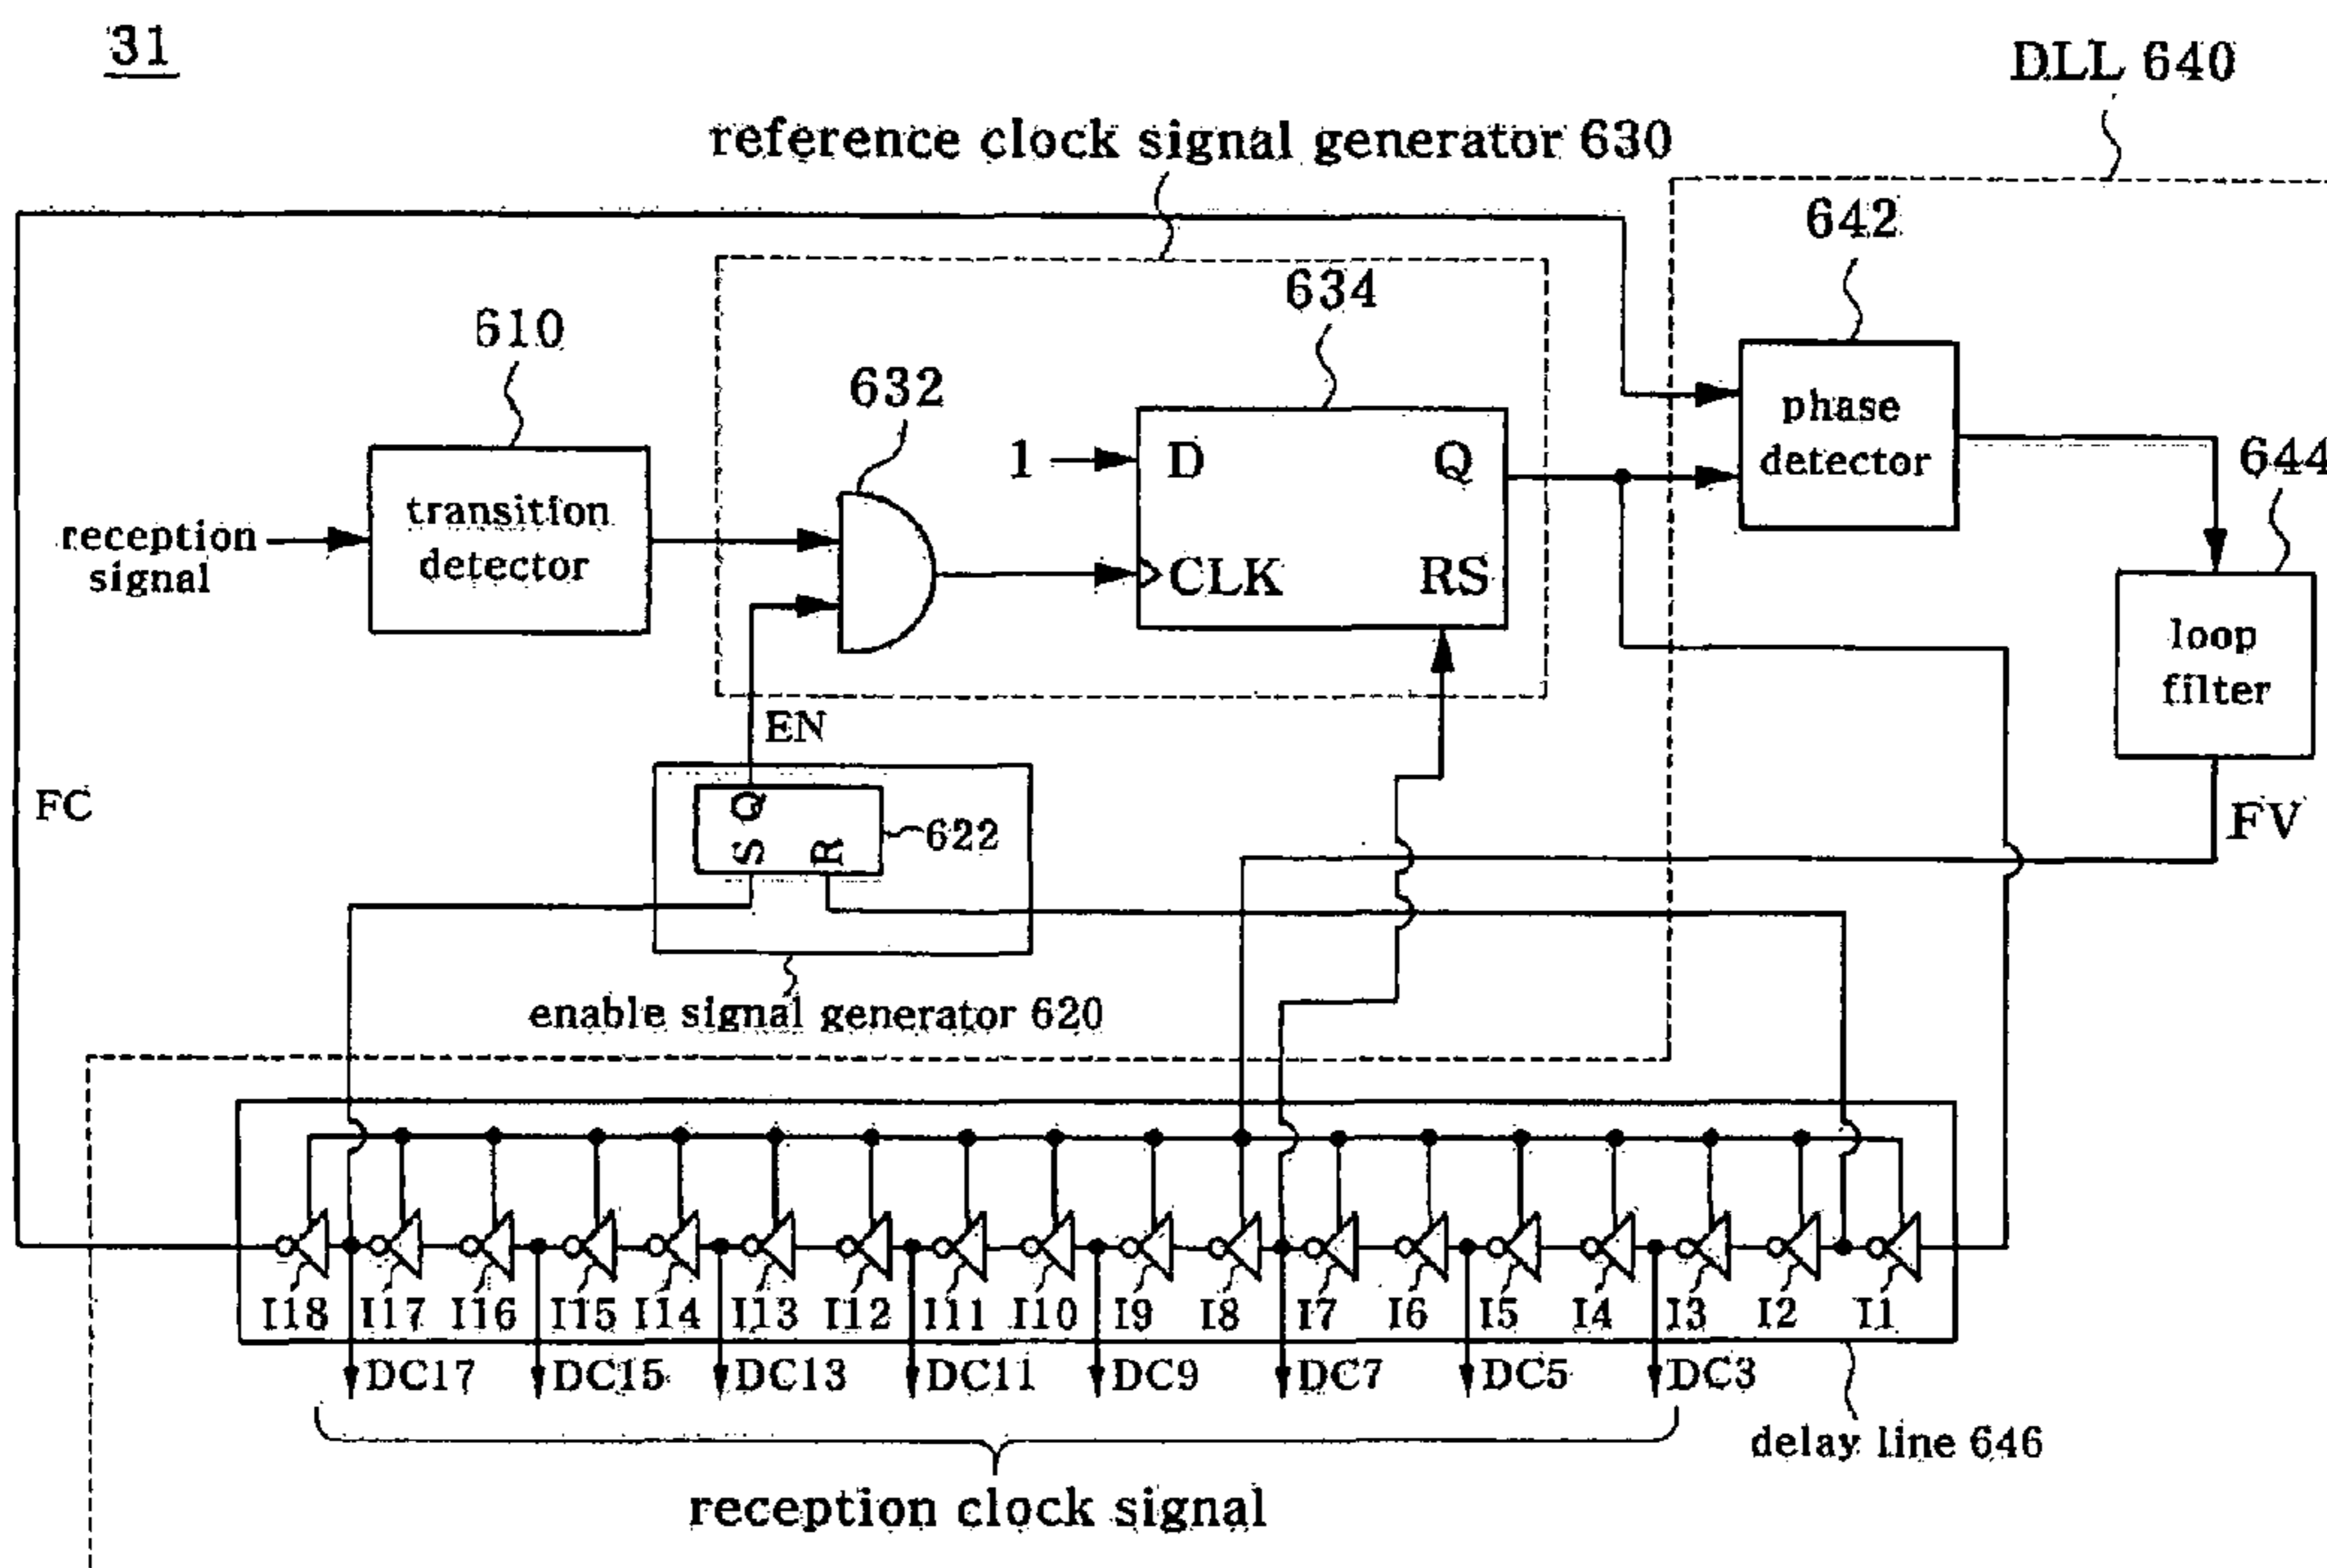 31
DLL 640
reference clock signal generator 630
642
634
610
632
phase
detector
1
D
Q
644
transition
detector
reception
signal
CLK
RS
loop
filter
EN
FC
Q
S
R
622
FV
enable signal generator 620
I18
I17
I16
I15
I14
I13
I12
I11
I10
I9
I8
I7
I6
I5
I4
I3
I2
I1
DC17
DC15
DC13
DC11
DC9
DC7
DC5
DC3
delay line 646
reception clock signal